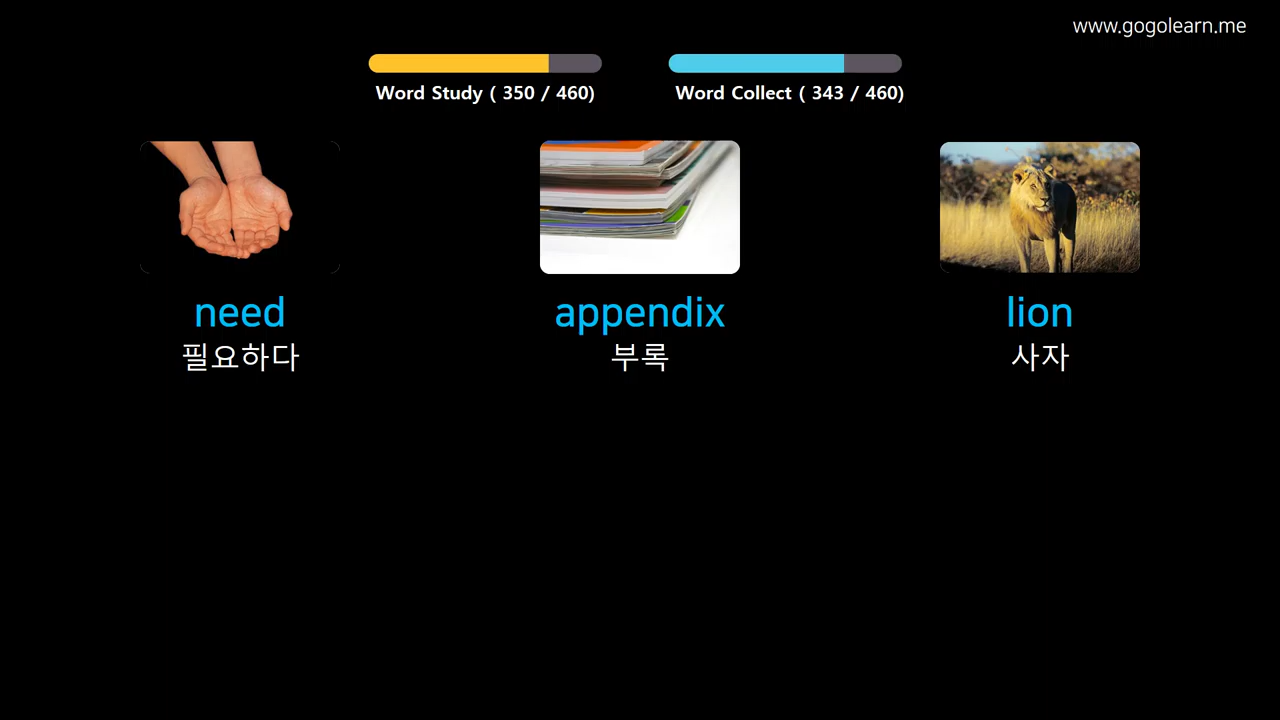 www.gogolearn.me
Word Study ( 350 / 460)
Word Collect ( 343 / 460)
need
appendix
lion
필요하다
부록
사자